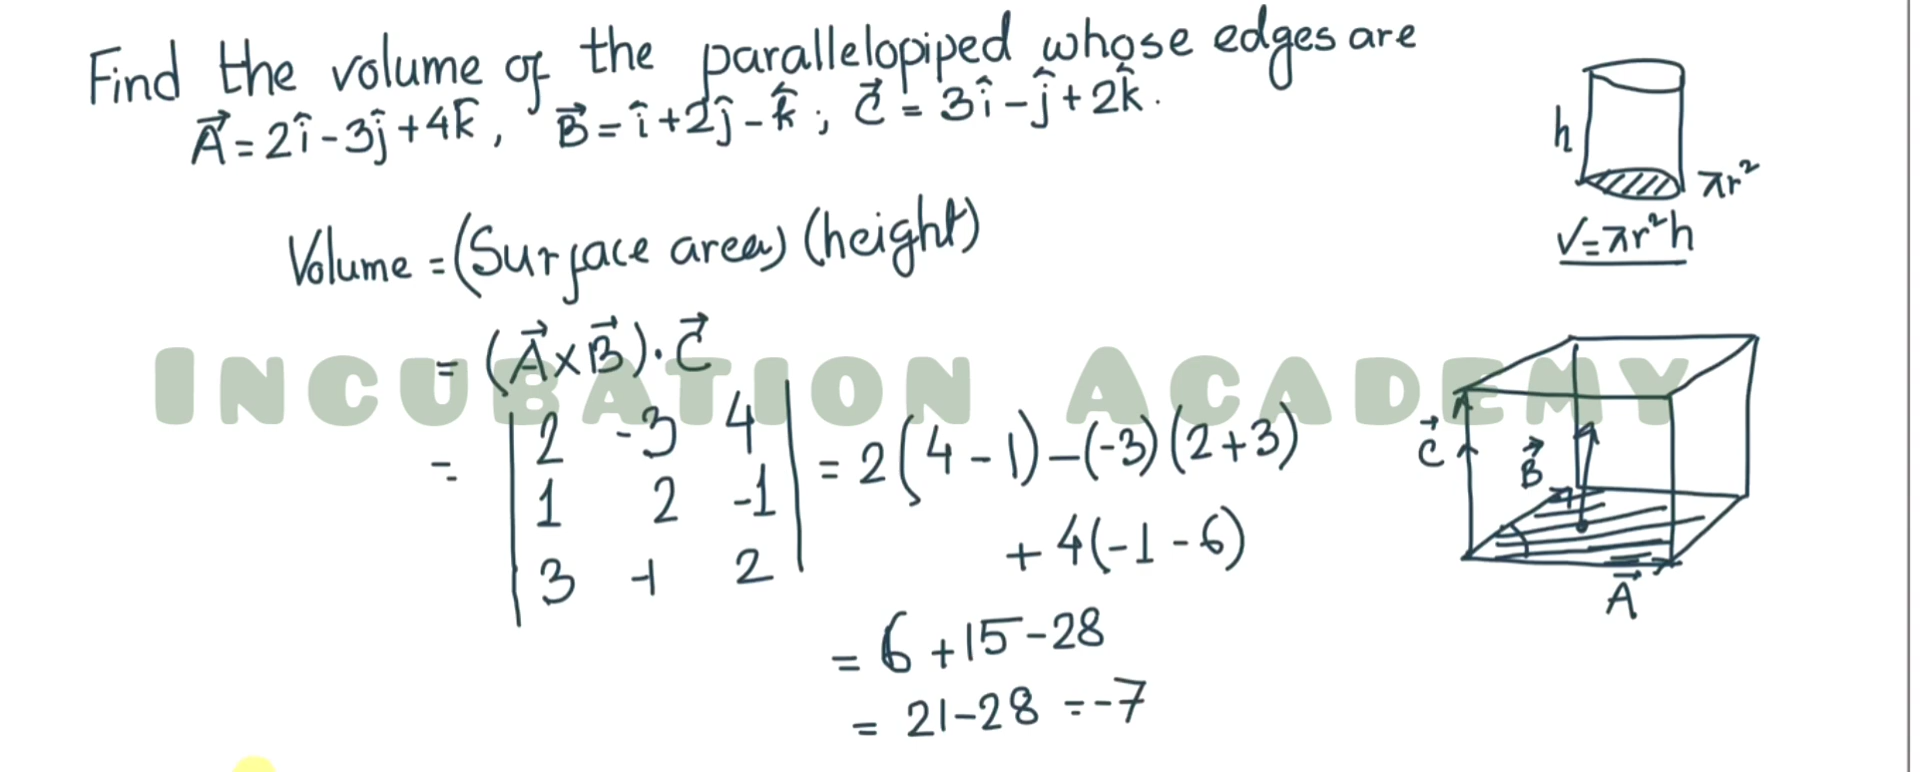 Find the volume of the parallelopiped whose edges are
A⃗ = 2î - 3ĵ + 4k̂, B⃗ = î + 2ĵ - k̂ ; C⃗ = 3î - ĵ + 2k̂.
h
πr²
V=πr²h
Volume = (Surface area) (height)
= (A⃗ x B⃗) . C⃗
INCUBATION ACADEMY
= | 2 -3 4 | = 2(4 - 1) - (-3)(2+3)
| 1 2 -1 |
+ 4(-1 - 6)
| 3 -1 2 |
= 6 + 15 - 28
= 21 - 28 = -7
C⃗
B⃗
A⃗